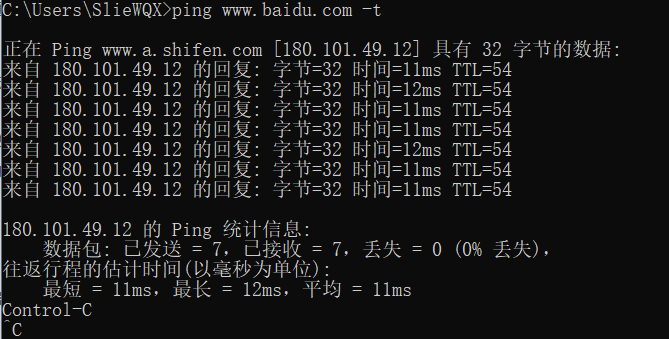 C:\Users\SlieWQX>ping www.baidu.com -t
正在 Ping www.a.shifen.com [180.101.49.12] 具有 32 字节的数据:
来自 180.101.49.12 的回复: 字节=32 时间=11ms TTL=54
来自 180.101.49.12 的回复: 字节=32 时间=12ms TTL=54
来自 180.101.49.12 的回复: 字节=32 时间=11ms TTL=54
来自 180.101.49.12 的回复: 字节=32 时间=11ms TTL=54
来自 180.101.49.12 的回复: 字节=32 时间=12ms TTL=54
来自 180.101.49.12 的回复: 字节=32 时间=11ms TTL=54
来自 180.101.49.12 的回复: 字节=32 时间=11ms TTL=54
180.101.49.12 的 Ping 统计信息:
数据包: 已发送 = 7，已接收 = 7，丢失 = 0 (0% 丢失)，
往返行程的估计时间(以毫秒为单位):
最短 = 11ms，最长 = 12ms，平均 = 11ms
Control-C
^C